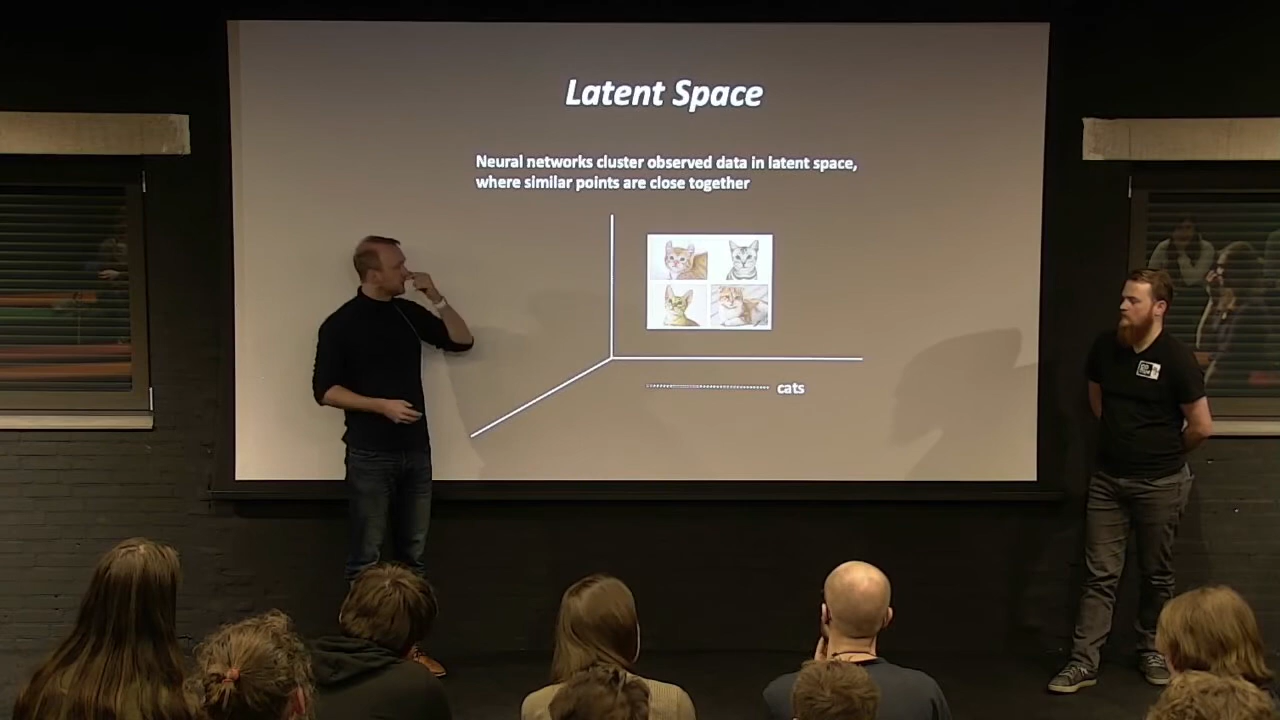 Latent Space
Neural networks cluster observed data in latent space,
where similar points are close together
cats